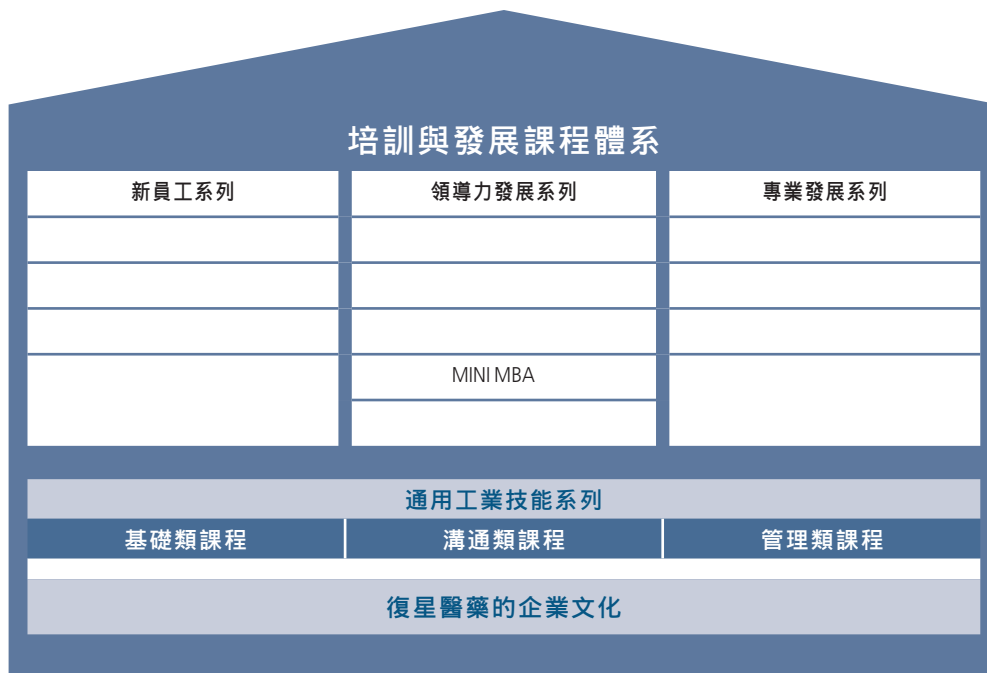 培訓與發展課程體系
新員工系列
領導力發展系列
專業發展系列
MINI MBA
通用工業技能系列
基礎類課程
溝通類課程
管理類課程
復星醫藥的企業文化